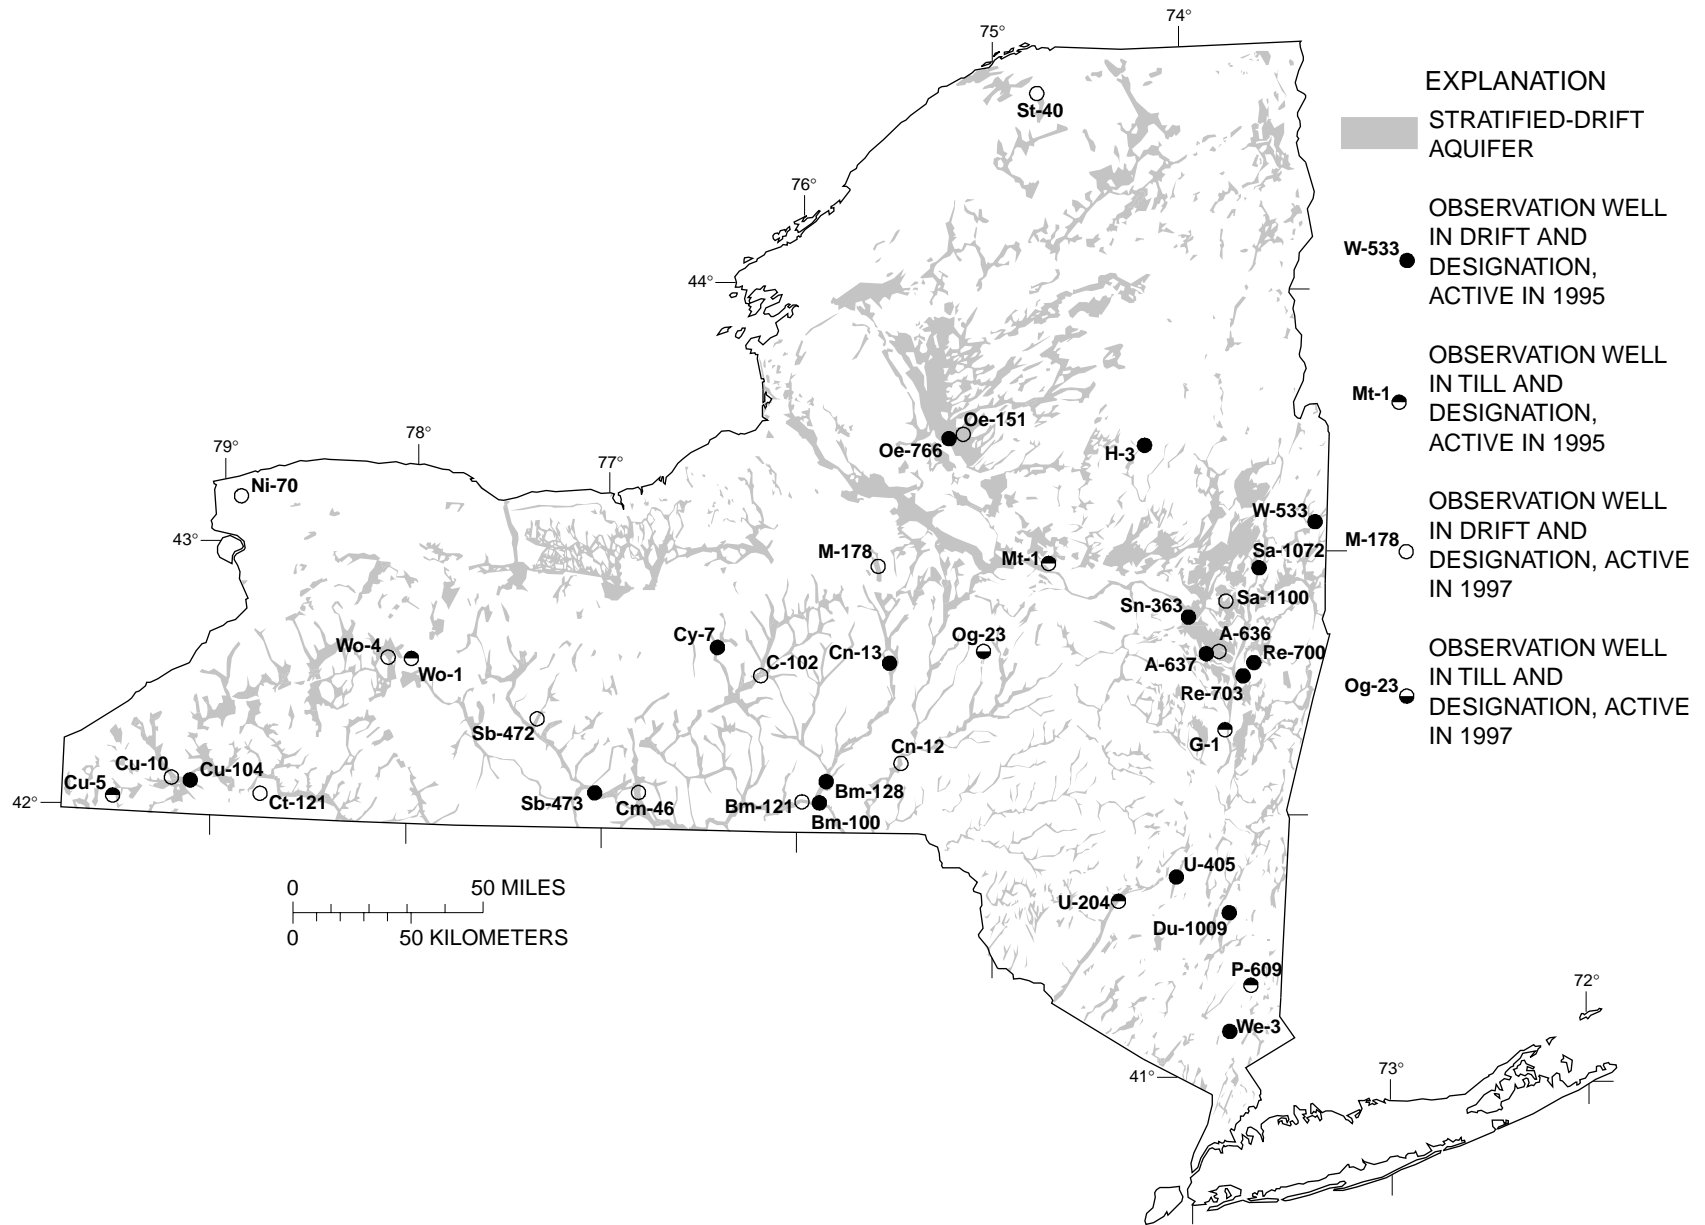 74°
75°
EXPLANATION
St-40
STRATIFIED-DRIFT
AQUIFER
76°
OBSERVATION WELL
IN DRIFT AND
W-533
DESIGNATION,
ACTIVE IN 1995
44°
OBSERVATION WELL
IN TILL AND
Mt-1
DESIGNATION,
ACTIVE IN 1995
Oe-151
Oe-766
H-3
79°
78°
77°
Ni-70
OBSERVATION WELL
IN DRIFT AND
M-178
DESIGNATION, ACTIVE
IN 1997
W-533
43°
M-178
Mt-1
Sa-1072
Sa-1100
Sn-363
Wo-4
Wo-1
Cy-7
C-102
Cn-13
Og-23
A-636
A-637
Re-700
Re-703
OBSERVATION WELL
IN TILL AND
Og-23
DESIGNATION, ACTIVE
IN 1997
Sb-472
G-1
Cn-12
Cu-10
Cu-104
Cu-5
42°
Ct-121
Sb-473
Cm-46
Bm-121
Bm-128
Bm-100
U-405
U-204
Du-1009
0 50 MILES
0 50 KILOMETERS
P-609
We-3
72°
41°
73°